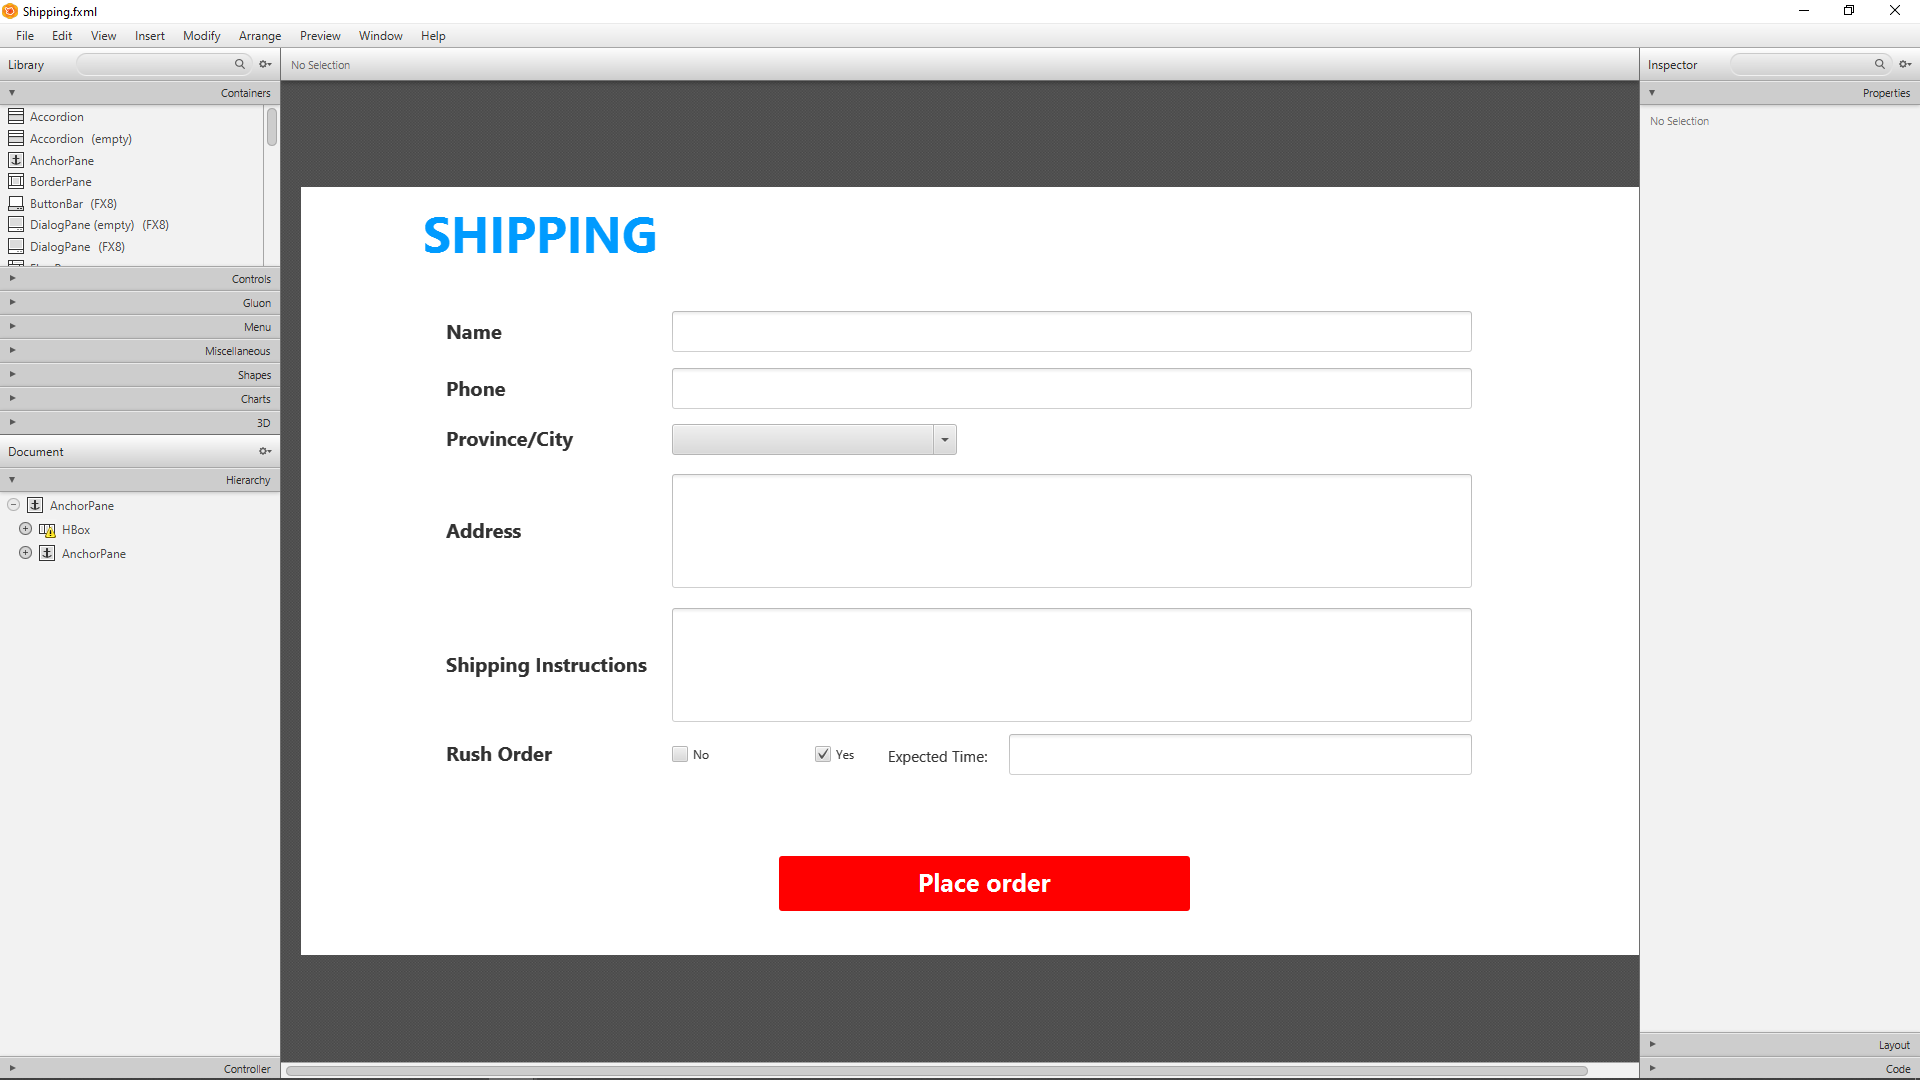 Shipping.fxml
File Edit View Insert Modify Arrange Preview Window Help
Library
No Selection
Inspector
Containers
Properties
Accordion
No Selection
Accordion (empty)
AnchorPane
BorderPane
ButtonBar (FX8)
DialogPane (empty) (FX8)
DialogPane (FX8)
Controls
Gluon
Menu
Miscellaneous
Shapes
Charts
3D
Document
Hierarchy
AnchorPane
HBox
AnchorPane
Controller
SHIPPING
Name
Phone
Province/City
Address
Shipping Instructions
Rush Order No Yes Expected Time:
Place order
Layout
Code